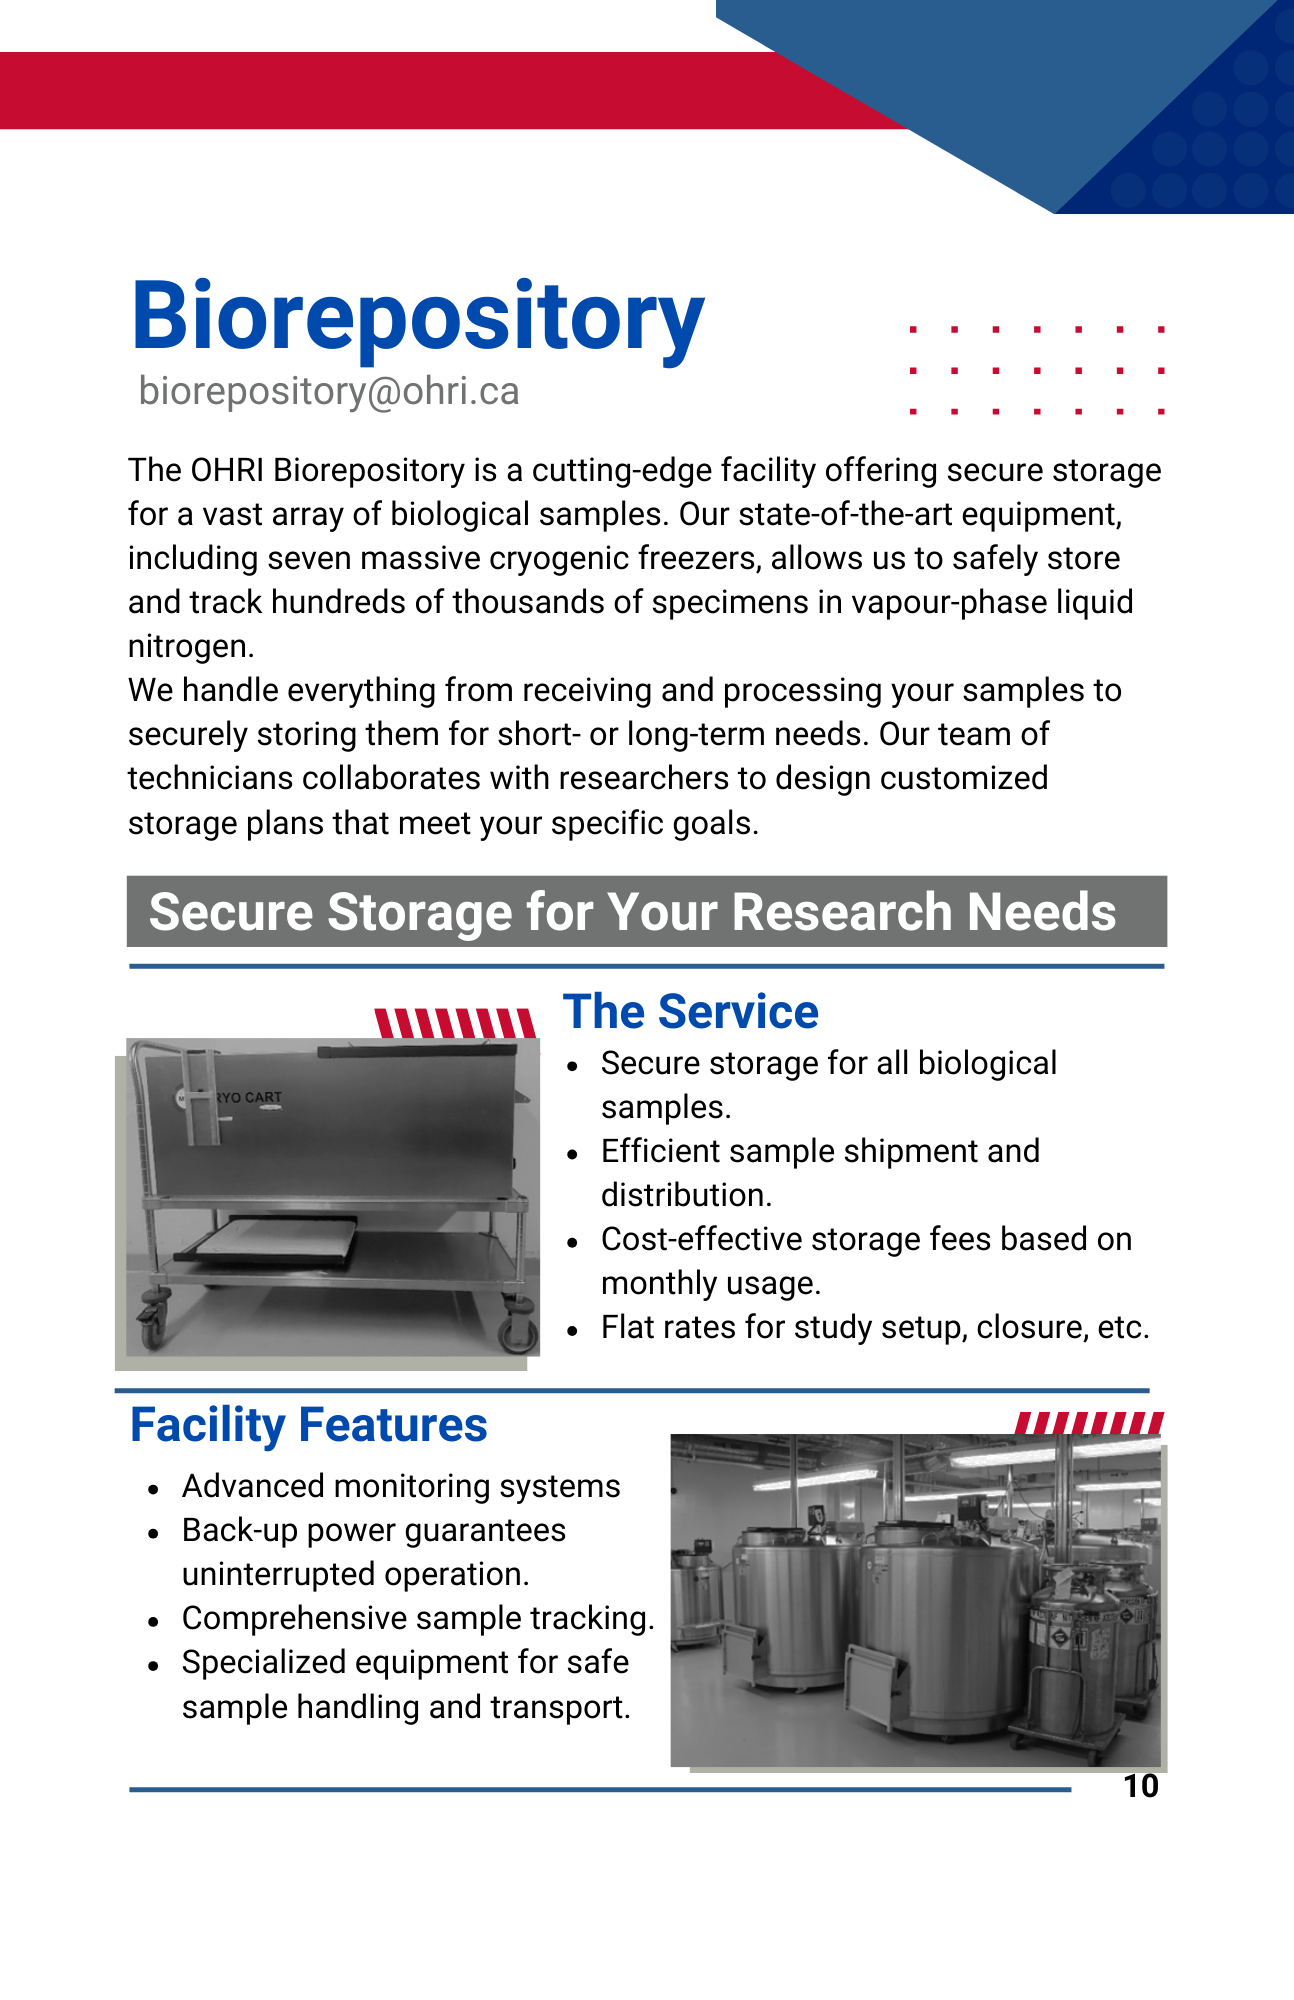 Biorepository
biorepository@ohri.ca
The OHRI Biorepository is a cutting-edge facility offering secure storage
for a vast array of biological samples. Our state-of-the-art equipment,
including seven massive cryogenic freezers, allows us to safely store
and track hundreds of thousands of specimens in vapour-phase liquid
nitrogen.
We handle everything from receiving and processing your samples to
securely storing them for short- or long-term needs. Our team of
technicians collaborates with researchers to design customized
storage plans that meet your specific goals.
Secure Storage for Your Research Needs
The Service
• Secure storage for all biological
samples.
• Efficient sample shipment and
distribution.
• Cost-effective storage fees based on
monthly usage.
• Flat rates for study setup, closure, etc.
CART
Facility Features
• Advanced monitoring systems
• Back-up power guarantees
uninterrupted operation.
• Comprehensive sample tracking.
• Specialized equipment for safe
sample handling and transport.
10